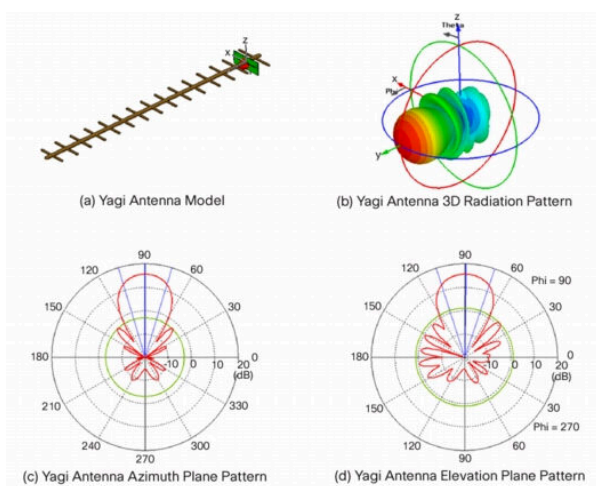 z
x
(a) Yagi Antenna Model
z
Theta
x
Phi
y
(b) Yagi Antenna 3D Radiation Pattern
90
120 60
150 30
180 -10 0 10 20 0
(dB)
210 330
240 300
270
(c) Yagi Antenna Azimuth Plane Pattern
90
120 60
Phi = 90
150 30
180 -10 0 10 20 0
(dB)
150 30
Phi = 270
120 60
90
(d) Yagi Antenna Elevation Plane Pattern